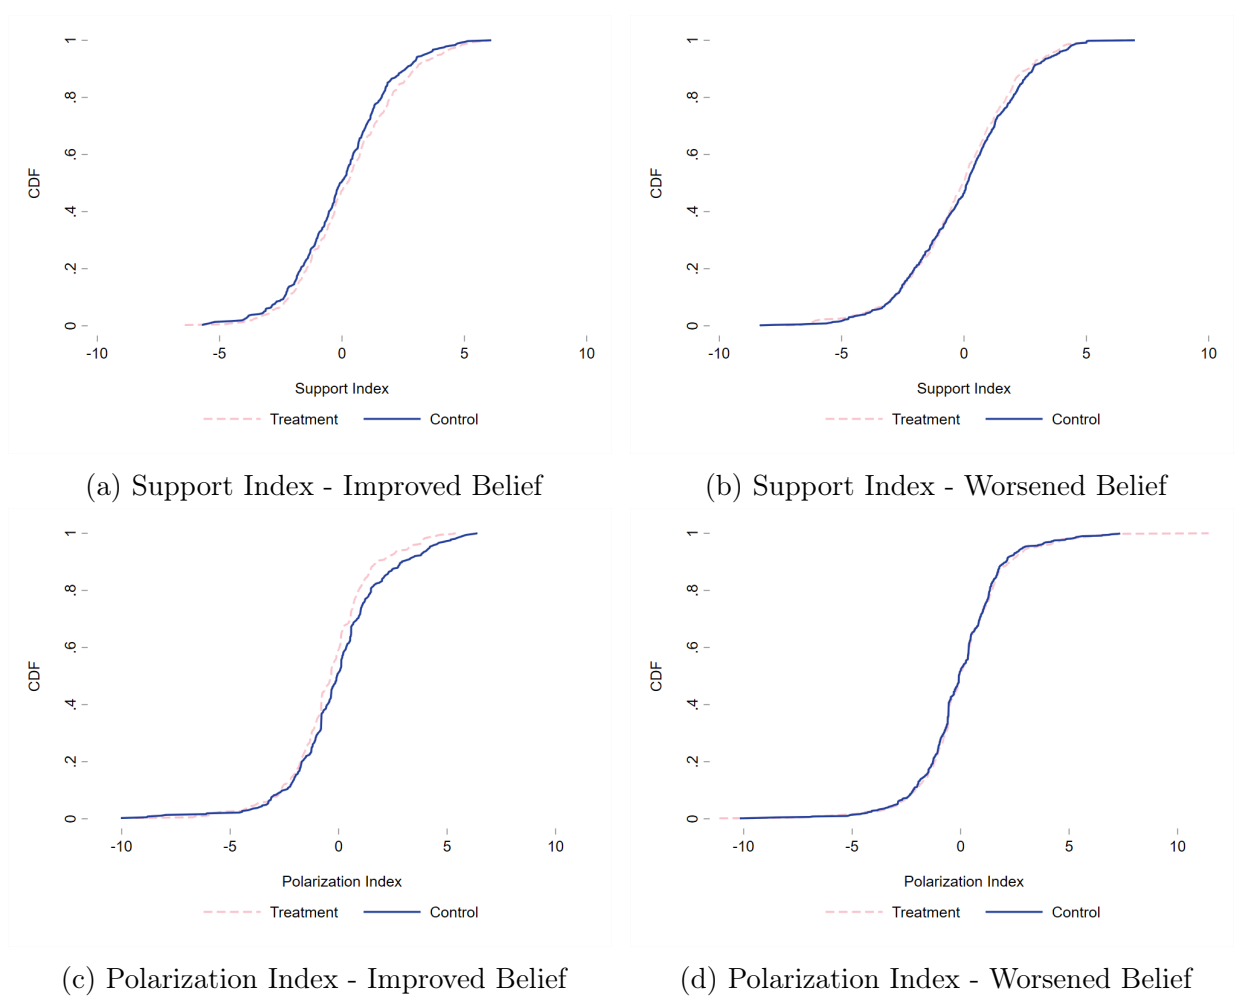 CDF
1
.8
.6
.4
.2
0
-10 -5 0 5 10
Support Index
Treatment Control
(a) Support Index - Improved Belief
CDF
1
.8
.6
.4
.2
0
-10 -5 0 5 10
Support Index
Treatment Control
(b) Support Index - Worsened Belief
CDF
1
.8
.6
.4
.2
0
-10 -5 0 5 10
Polarization Index
Treatment Control
(c) Polarization Index - Improved Belief
CDF
1
.8
.6
.4
.2
0
-10 -5 0 5 10
Polarization Index
Treatment Control
(d) Polarization Index - Worsened Belief